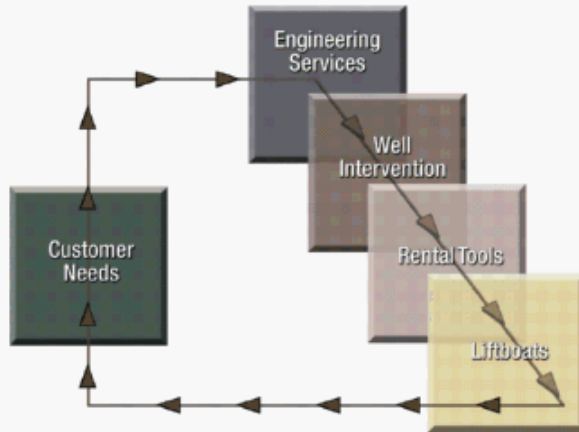 Engineering
Services
Well
Intervention
Customer
Needs
Rental Tools
Liftboats